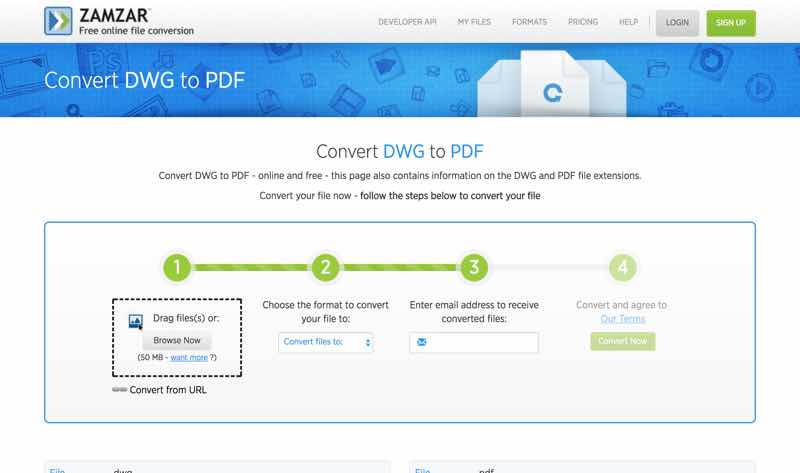 ZAMZAR™
Free online file conversion
DEVELOPER API MY FILES FORMATS PRICING HELP LOGIN SIGN UP
Convert DWG to PDF
Convert DWG to PDF
Convert DWG to PDF - online and free - this page also contains information on the DWG and PDF file extensions.
Convert your file now - follow the steps below to convert your file
1 2 3 4
Drag files(s) or:
Browse Now
(50 MB - want more ?)
Convert from URL
Choose the format to convert
your file to:
Convert files to:
Enter email address to receive
converted files:
Convert and agree to
Our Terms
Convert Now
File dwg File pdf